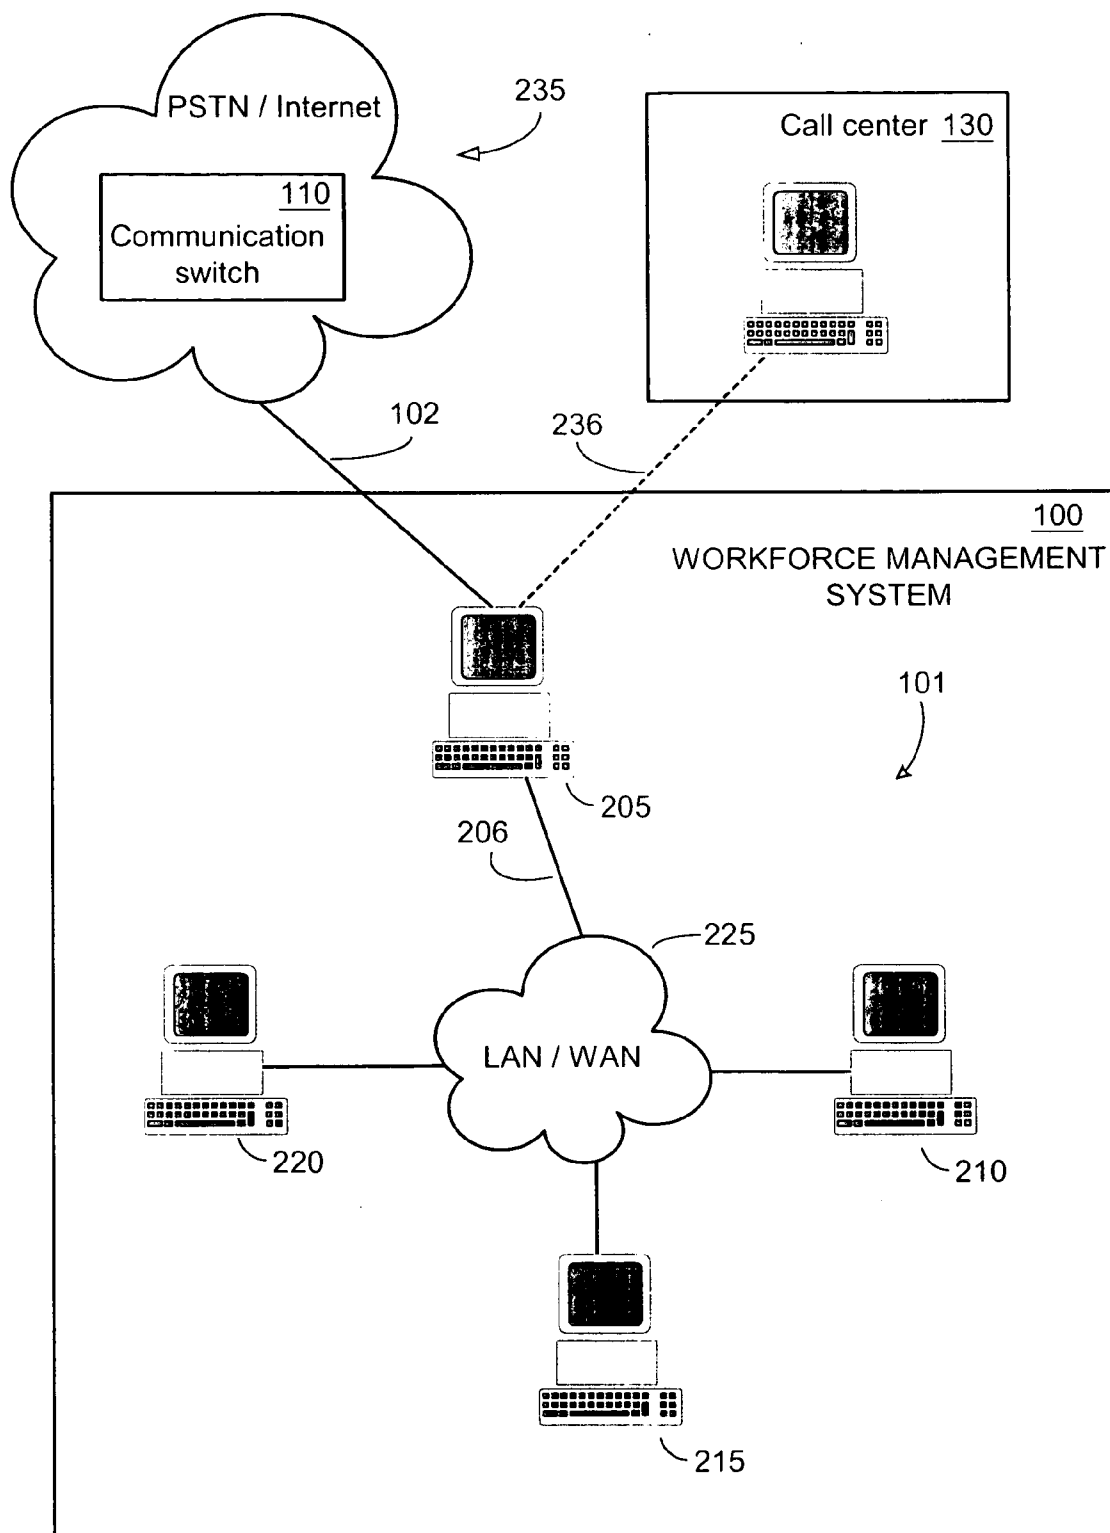 PSTN / Internet
235
Call center 130
110
Communication
switch
102
236
100
WORKFORCE MANAGEMENT
SYSTEM
101
205
206
225
LAN / WAN
220
210
215